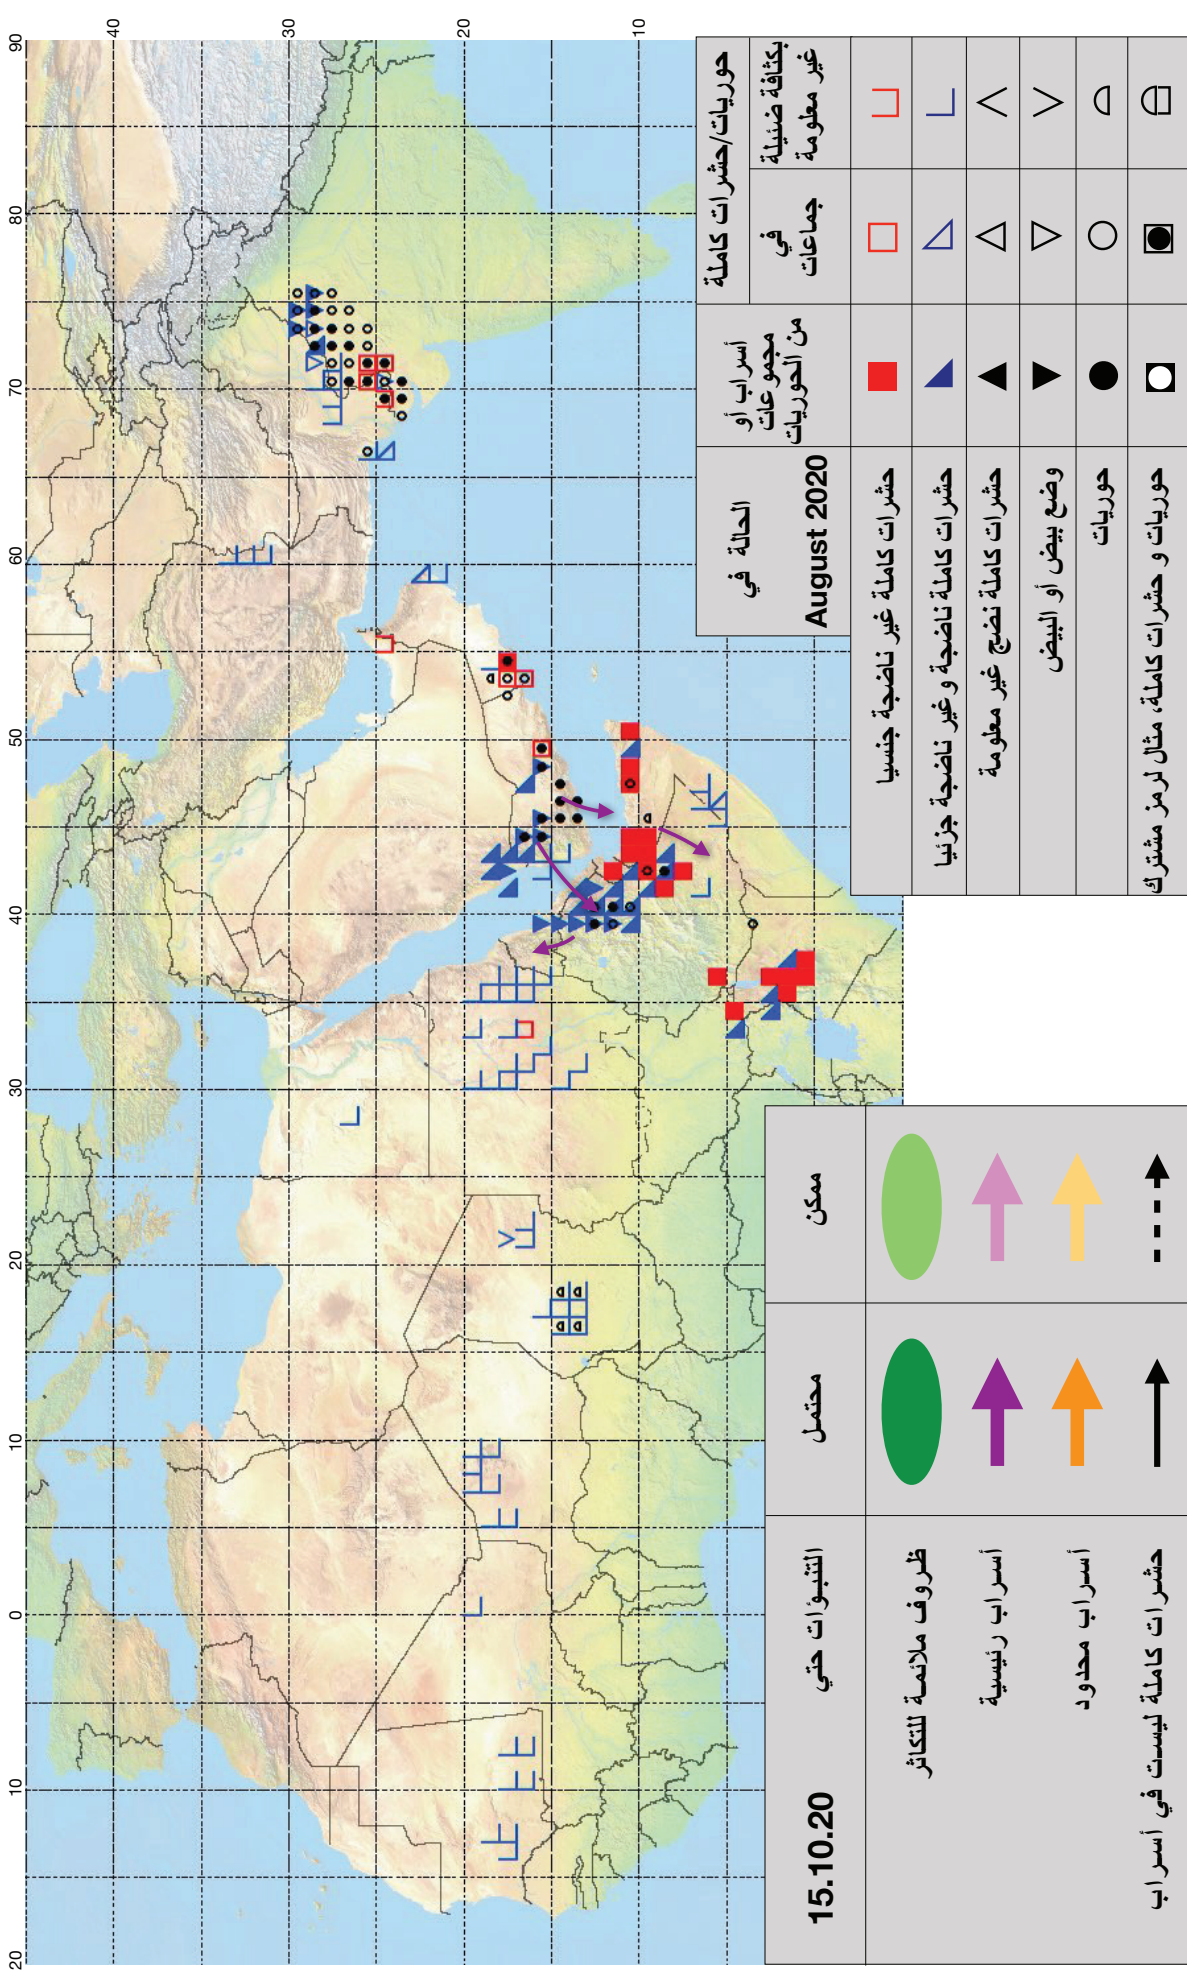 20 10 0 10 20 30 40 50 60 70 80 90
40
30
20
10
التنبؤات حتي
15.10.20
محتمل
ممكن
ظروف ملائمة للتكاثر
أسراب رئيسية
أسراب محدود
حشرات كاملة ليست في أسراب
الحالة في
August 2020
أسراب أو
مجموعات
من الحوريات
حوريات/حشرات كاملة
في
جماعات
بكثافة ضئيلة
غير معلومة
حشرات كاملة غير ناضجة جنسيا
حشرات كاملة ناضجة وغير ناضجة جزئيا
حشرات كاملة نضج غير معلومة
وضع بيض أو البيض
حوريات
حوريات و حشرات كاملة، مثال لرمز مشترك